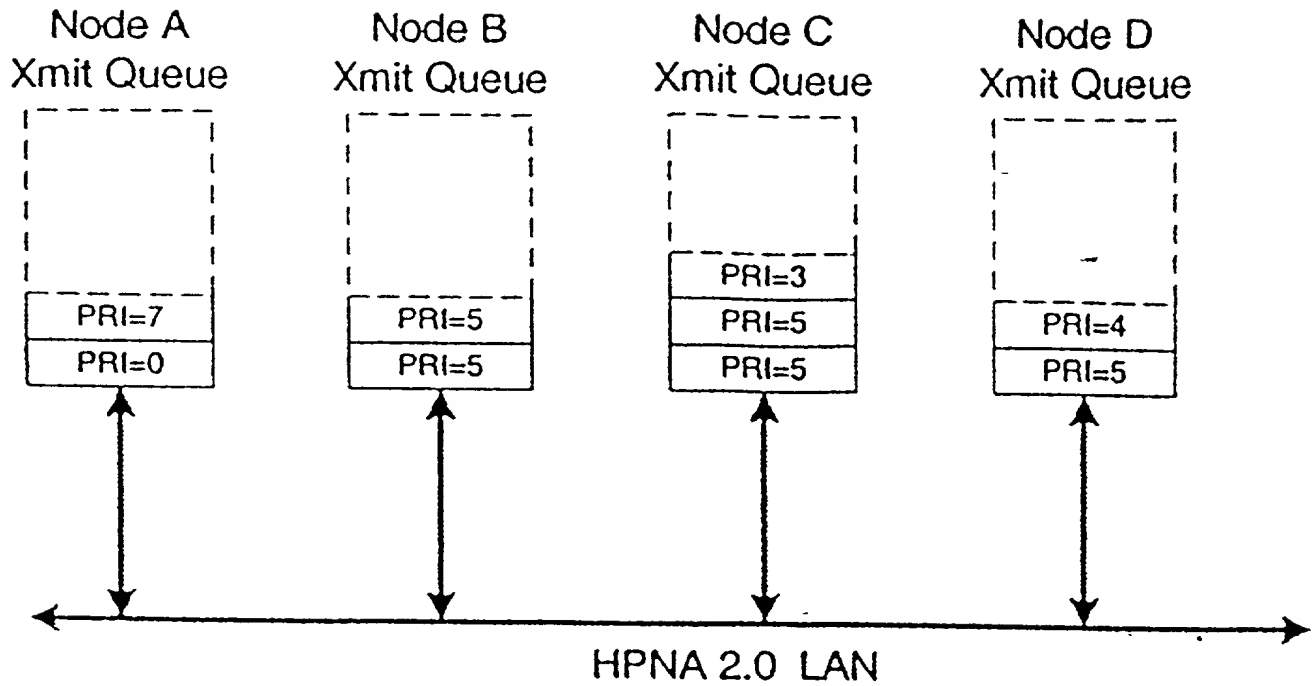 Node A
Xmit Queue
Node B
Xmit Queue
Node C
Xmit Queue
Node D
Xmit Queue
PRI=7
PRI=0
PRI=5
PRI=5
PRI=3
PRI=5
PRI=5
PRI=4
PRI=5
HPNA 2.0 LAN